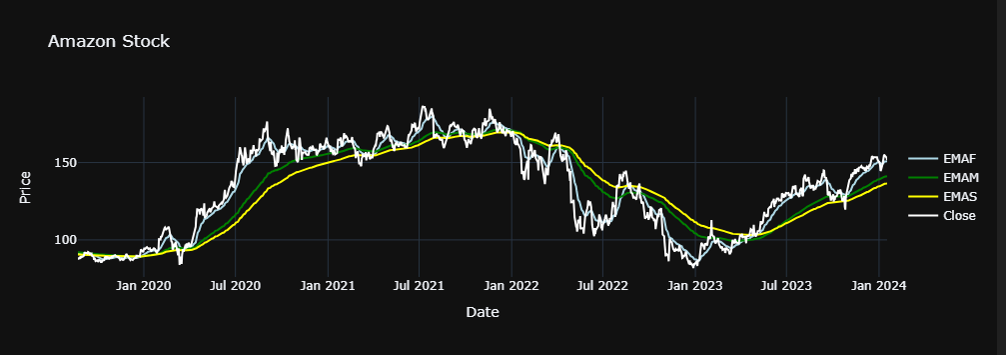 Amazon Stock
Price
150
100
EMAF
EMAM
EMAS
Close
Jan 2020 Jul 2020 Jan 2021 Jul 2021 Jan 2022 Jul 2022 Jan 2023 Jul 2023 Jan 2024
Date